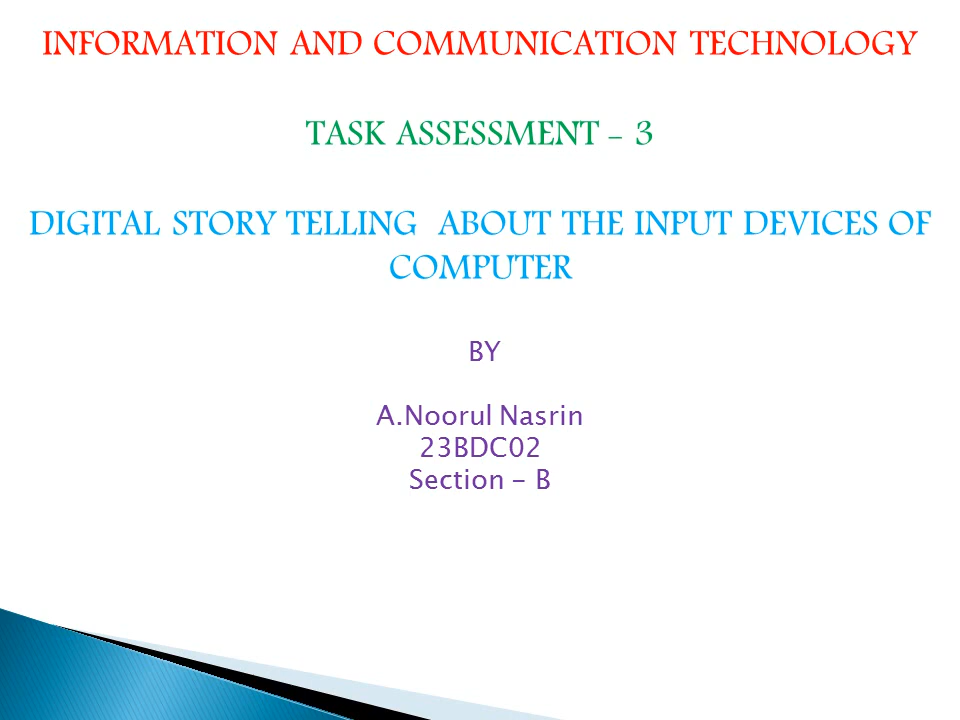 INFORMATION AND COMMUNICATION TECHNOLOGY
TASK ASSESSMENT - 3
DIGITAL STORY TELLING ABOUT THE INPUT DEVICES OF
COMPUTER
BY
A.Noorul Nasrin
23BDC02
Section - B